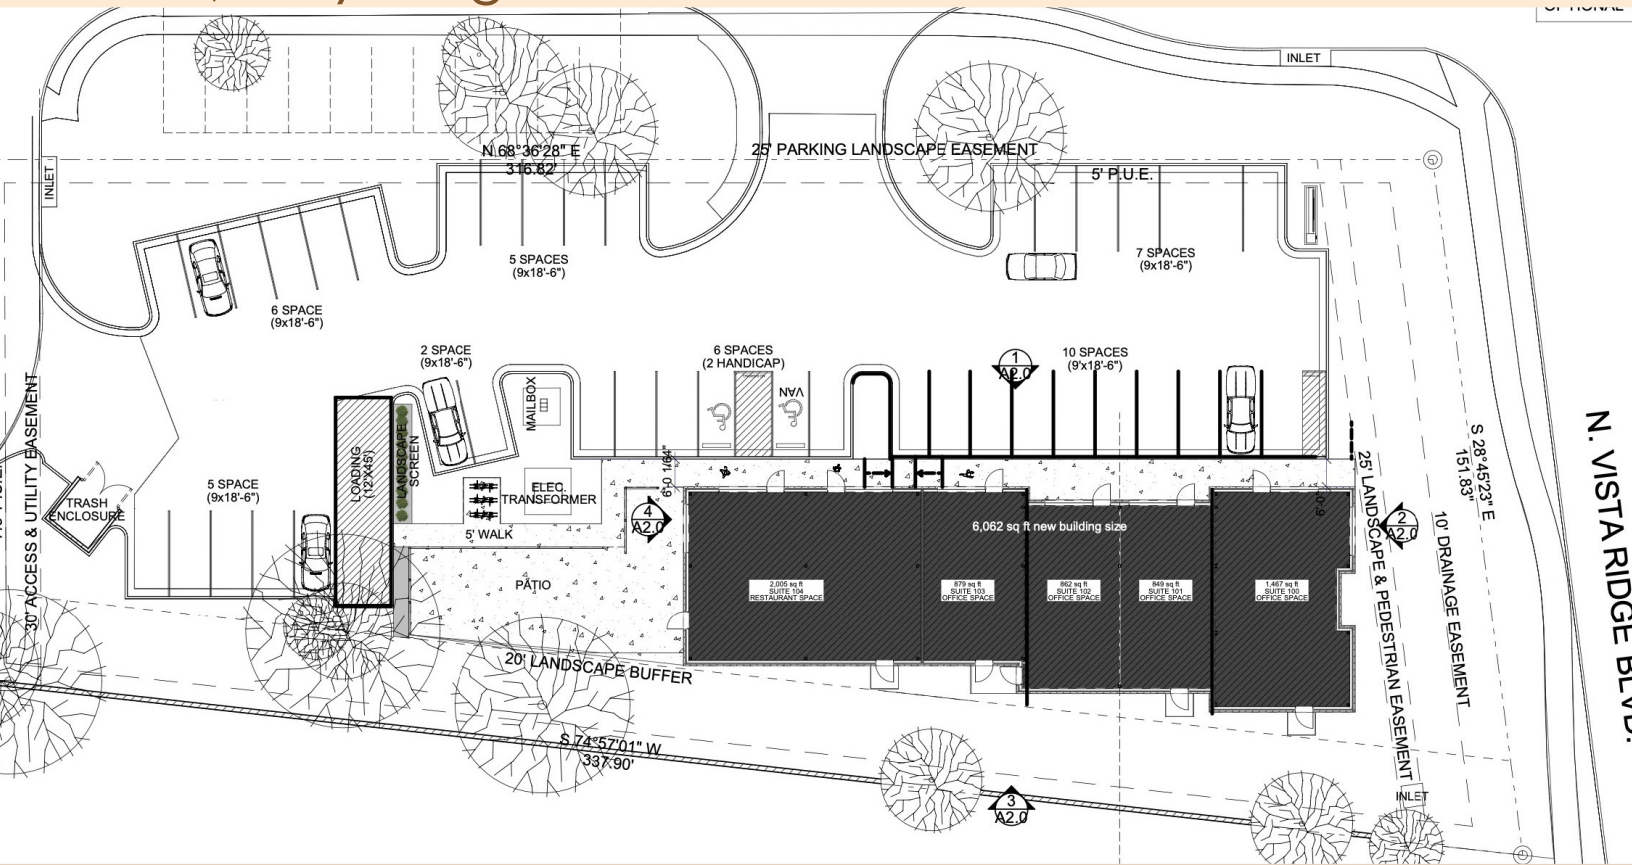 INLET
N 68°36'28" E
316.82'
25' PARKING LANDSCAPE EASEMENT
5' P.U.E.
INLET
5 SPACES
(9x18'-6")
7 SPACES
(9x18'-6")
6 SPACE
(9x18'-6")
2 SPACE
(9x18'-6")
6 SPACES
(2 HANDICAP)
1
A2.0
10 SPACES
(9'x18'-6")
MAILBOX
VAN
30' ACCESS & UTILITY EASEMENT
LOADING
(12'X45')
LANDSCAPE
SCREEN
5 SPACE
(9x18'-6")
TRASH
ENCLOSURE
ELEC.
TRANSFORMER
6'-0 1/64"
4
A2.0
5' WALK
PATIO
6,062 sq ft new building size
6'-0"
2
A2.0
2,005 sq ft
SUITE 104
RESTAURANT SPACE
879 sq ft
SUITE 103
OFFICE SPACE
862 sq ft
SUITE 102
OFFICE SPACE
849 sq ft
SUITE 101
OFFICE SPACE
1,467 sq ft
SUITE 100
OFFICE SPACE
25' LANDSCAPE & PEDESTRIAN EASEMENT
10' DRAINAGE EASEMENT
S 28°45'23" E
151.83'
N. VISTA RIDGE BLVD.
20' LANDSCAPE BUFFER
S 74°57'01" W
337.90'
3
A2.0
INLET